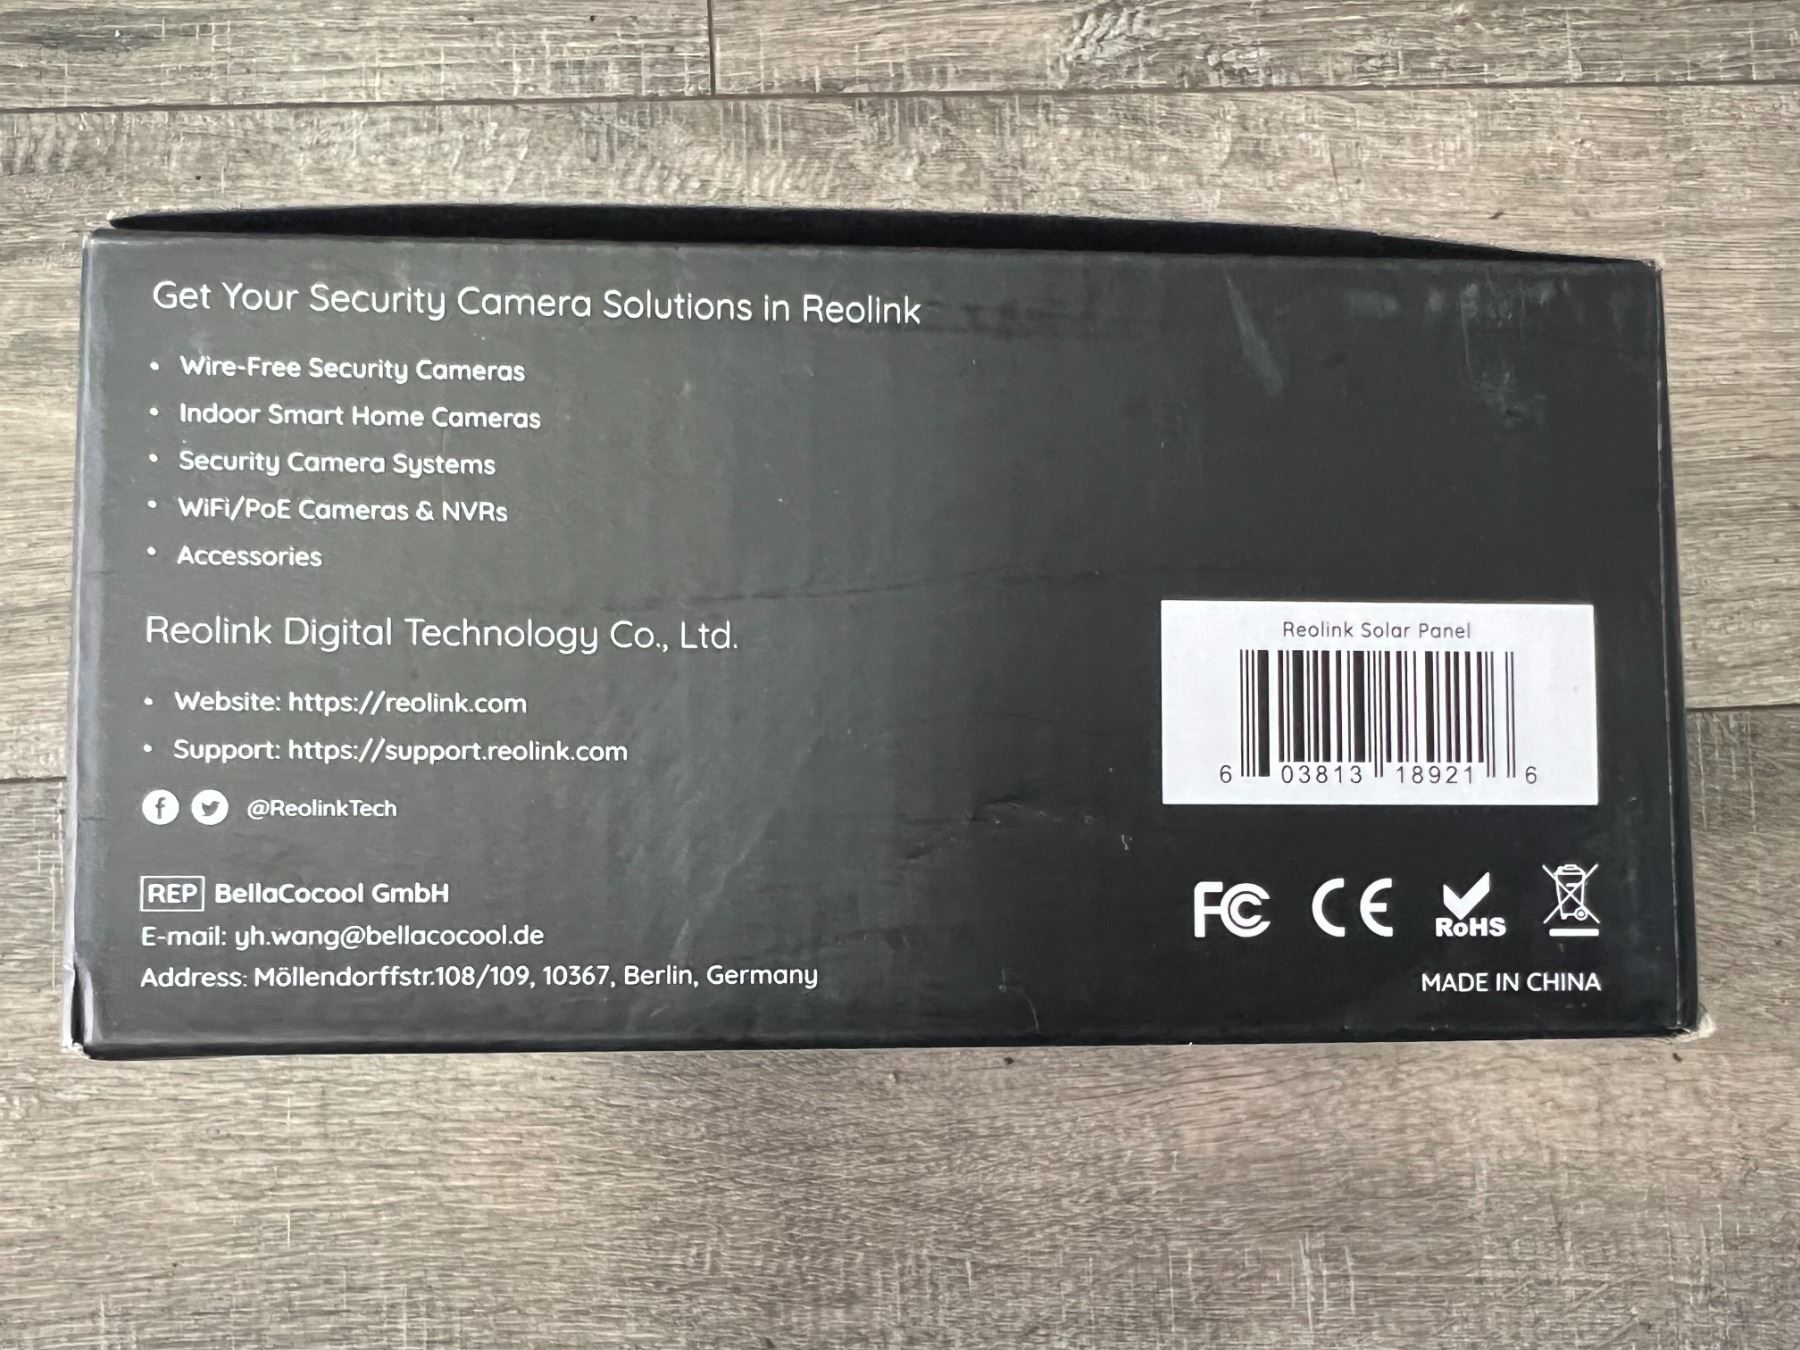 Get Your Security Camera Solutions in Reolink
• Wire-Free Security Cameras
• Indoor Smart Home Cameras
• Security Camera Systems
• WiFi/PoE Cameras & NVRs
• Accessories
Reolink Digital Technology Co., Ltd.
• Website: https://reolink.com
• Support: https://support.reolink.com
@ReolinkTech
REP BellaCocool GmbH
E-mail: yh.wang@bellacocool.de
Address: Möllendorffstr.108/109, 10367, Berlin, Germany
Reolink Solar Panel
6 03813 18921 6
FC CE RoHS
MADE IN CHINA